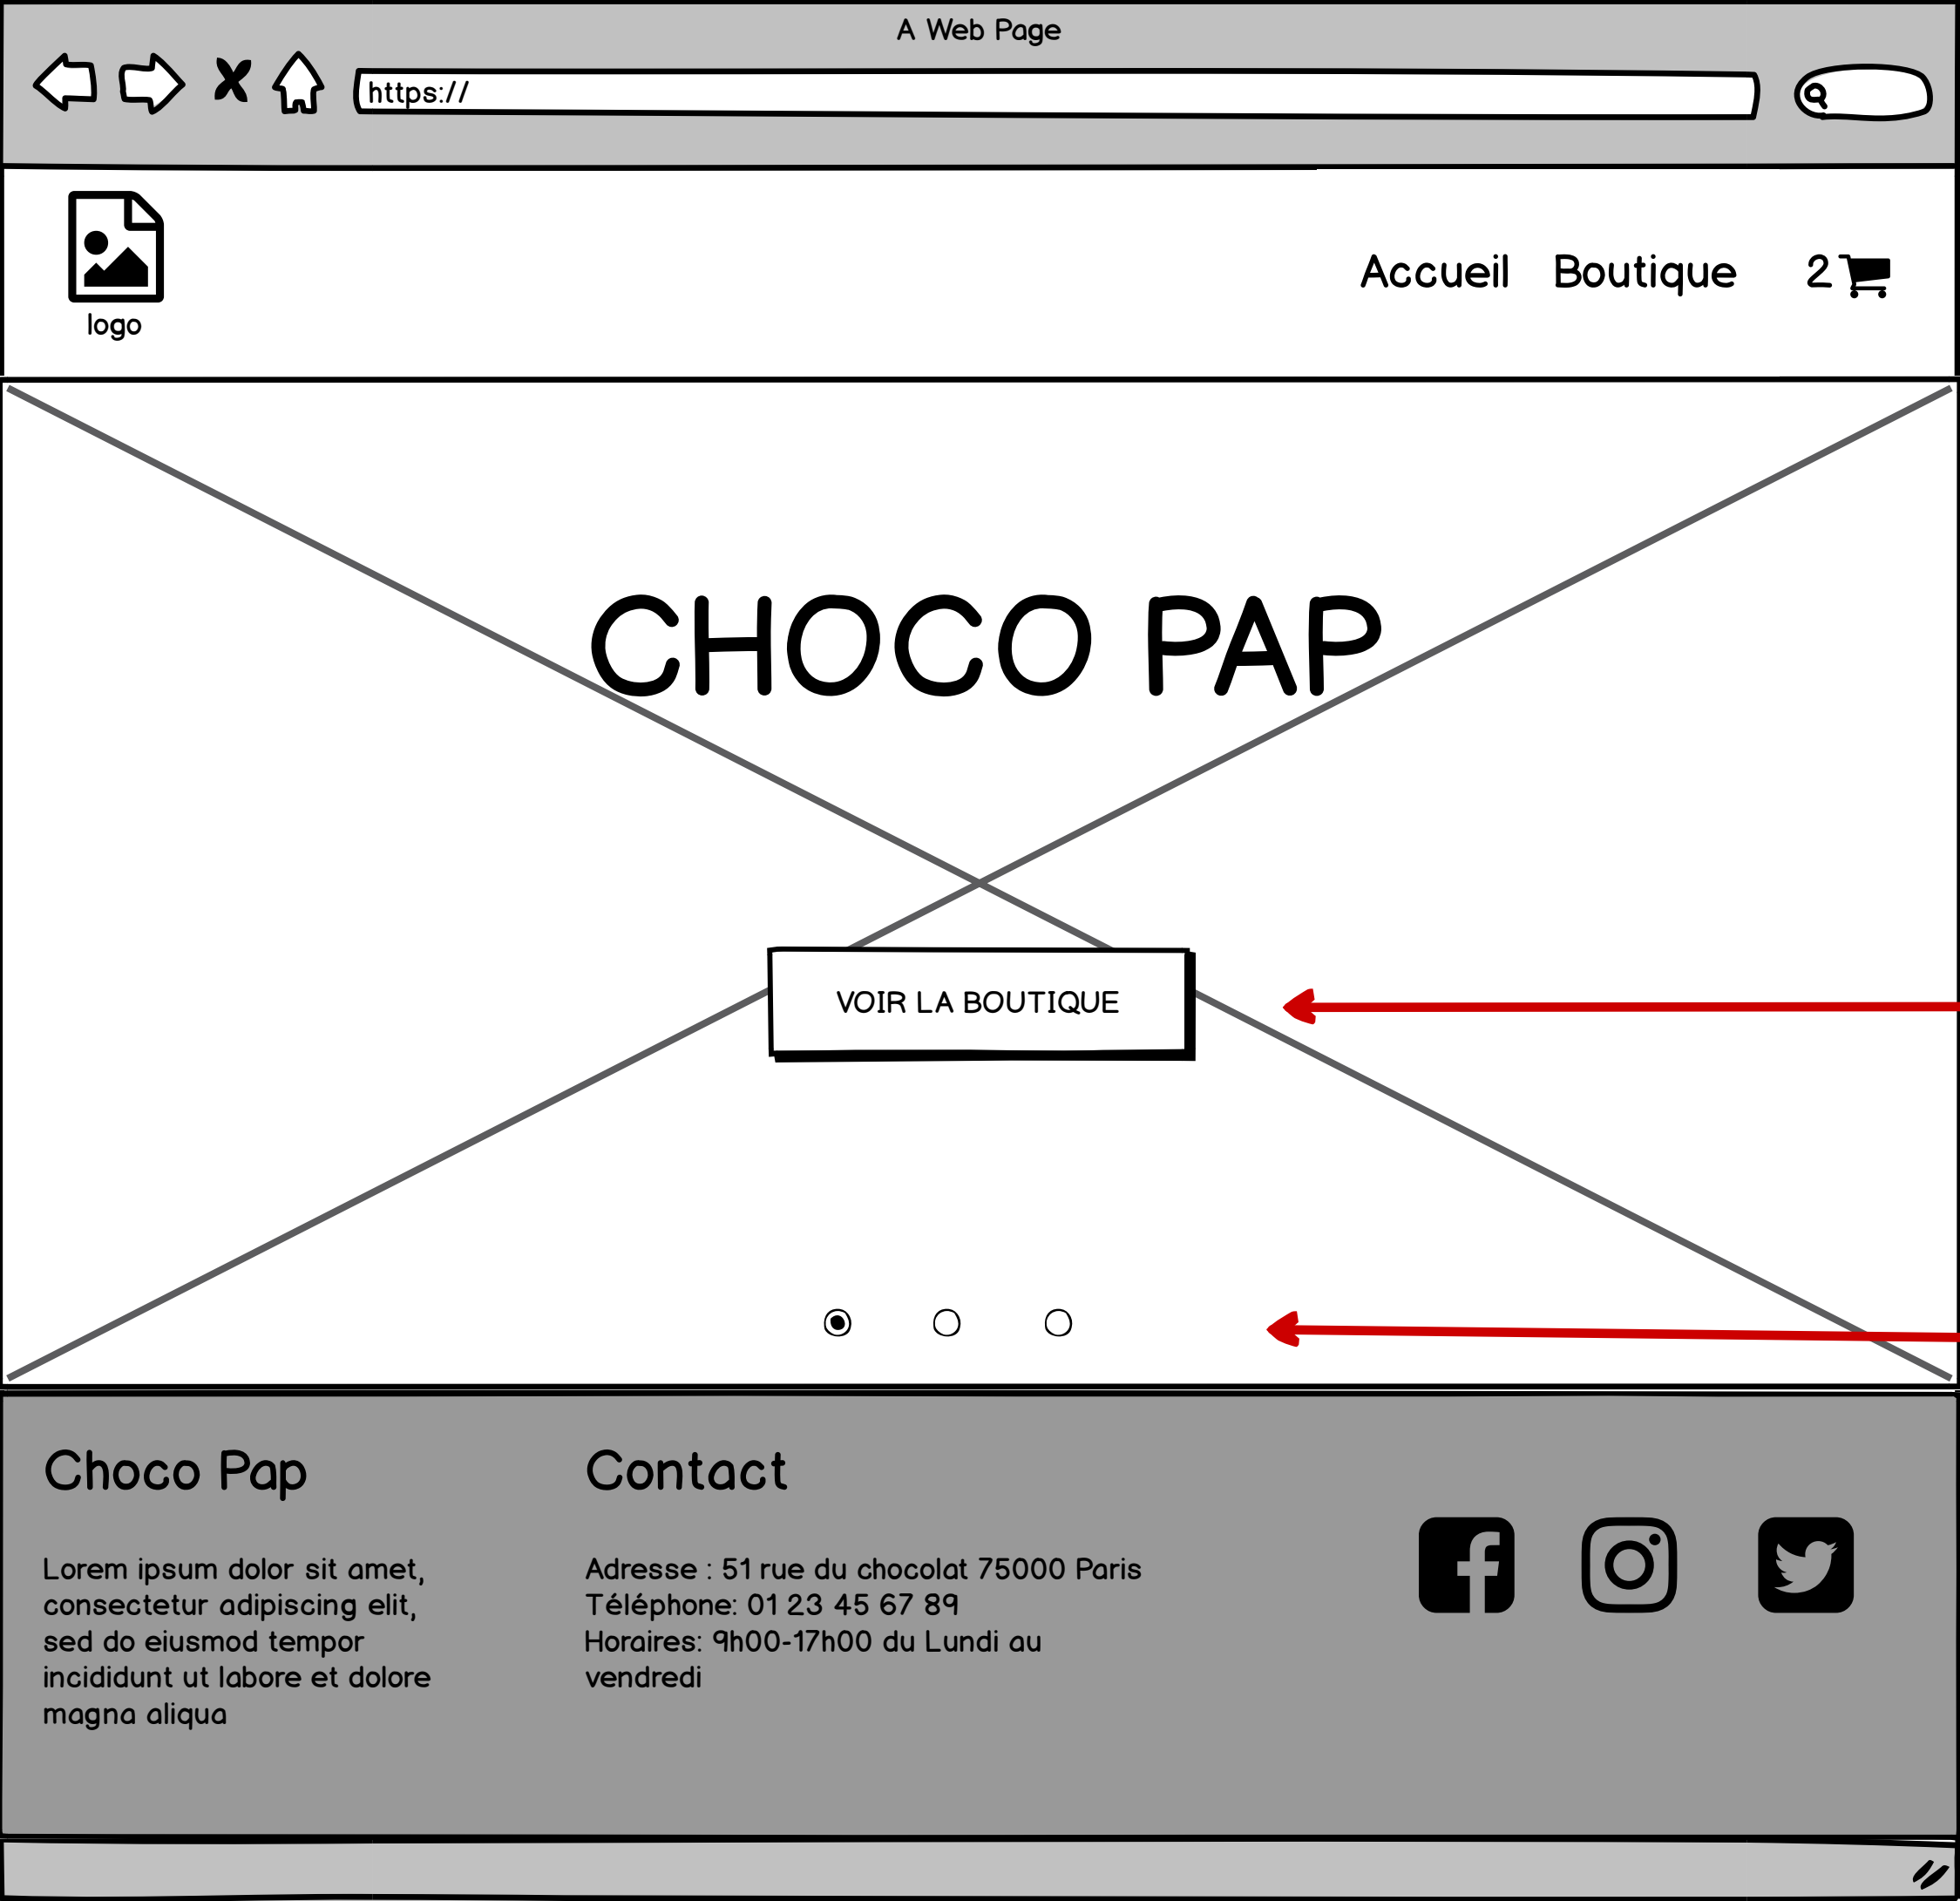 A Web Page
https://
logo
Accueil Boutique 2
CHOCO PAP
VOIR LA BOUTIQUE
Choco Pap
Lorem ipsum dolor sit amet,
consectetur adipiscing elit,
sed do eiusmod tempor
incididunt ut labore et dolore
magna aliqua
Contact
Adresse : 51 rue du chocolat 75000 Paris
Téléphone: 01 23 45 67 89
Horaires: 9h00-17h00 du Lundi au
vendredi